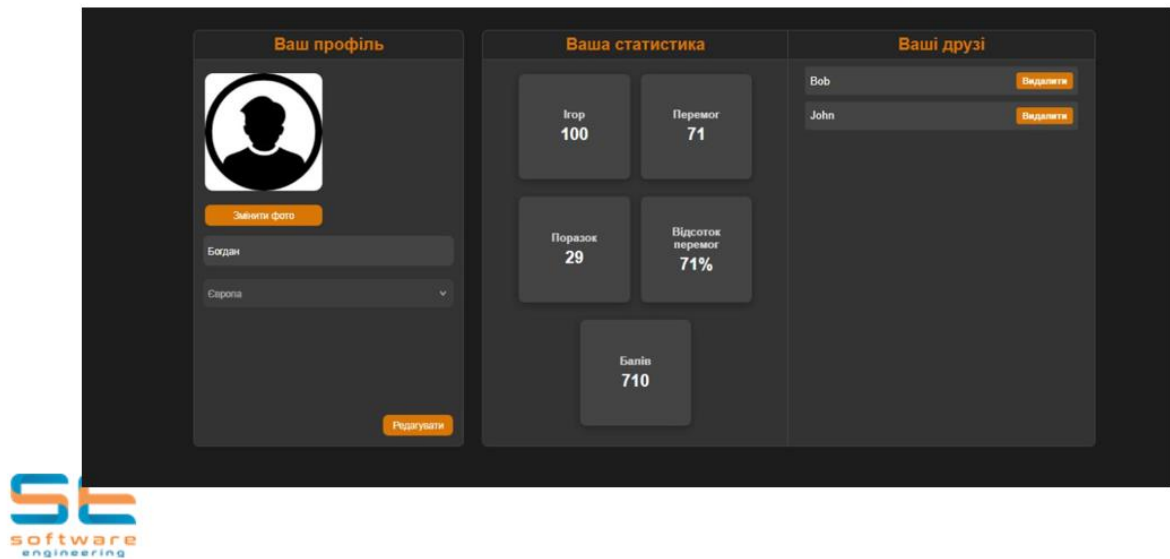 Ваш профіль
Змінити фото
Богдан
Європа
Редагувати
Ваша статистика
Ігор
100
Перемог
71
Поразок
29
Відсоток
перемог
71%
Балів
710
Ваші друзі
Bob
Видалити
John
Видалити
software
engineering